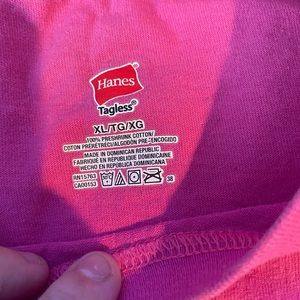 Hanes
Tagless®
XL/TG/XG
100% PRESHRUNK COTTON/
COTON PRÉRÉTRÉCI/ALGODÓN PRE-ENCOGIDO
MADE IN DOMINICAN REPUBLIC
FABRIQUÉ EN RÉPUBLIQUE DOMINICAINE
HECHO EN REPÚBLICA DOMINICANA
RN15763
CA00153
38